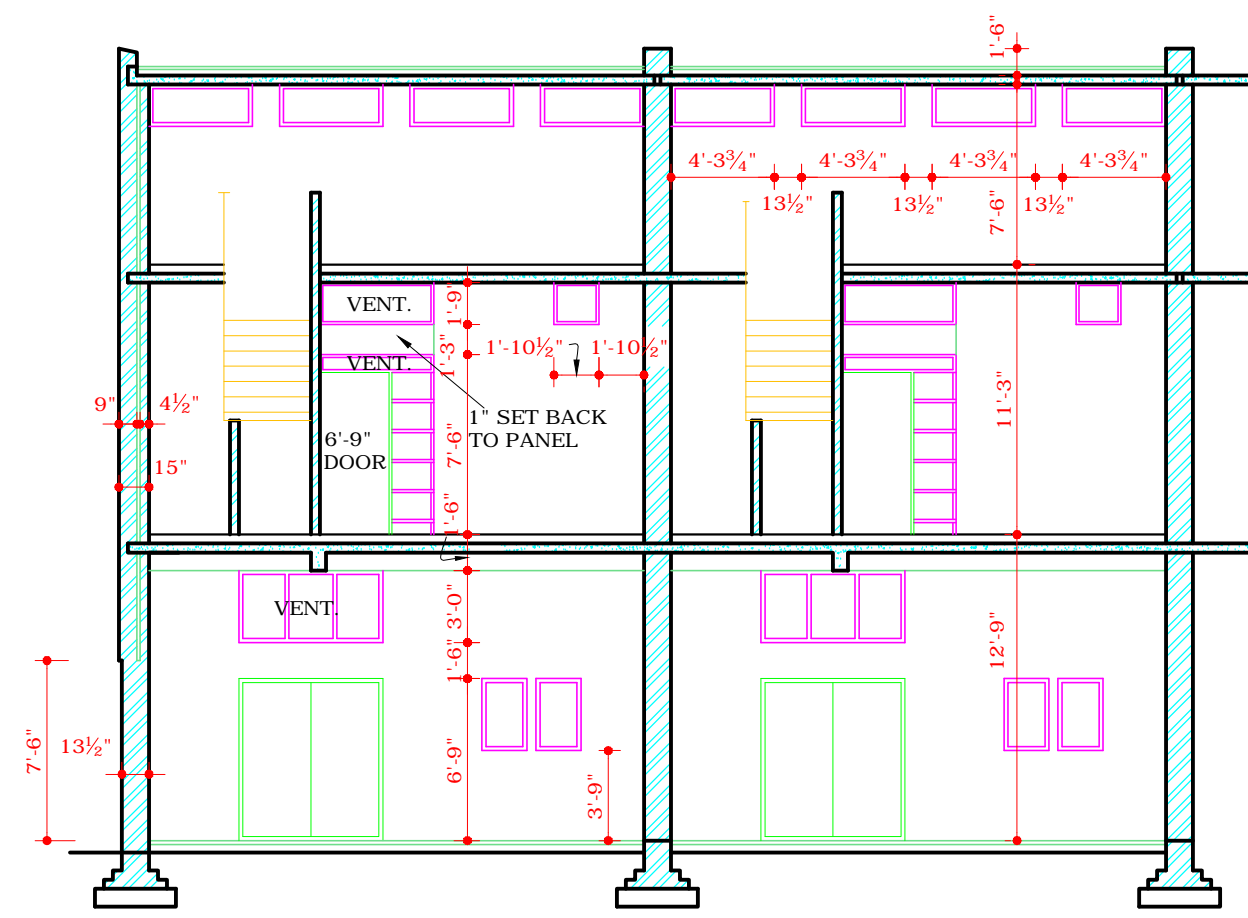 1'-6"
4'-3¾" 4'-3¾" 4'-3¾" 4'-3¾"
13½" 13½" 13½"
7'-6"
VENT.
1'-9"
VENT.
1'-3"
1'-10½" 1'-10½"
9" 4½"
1" SET BACK
TO PANEL
6'-9"
DOOR
7'-6"
11'-3"
15"
1'-6"
VENT.
3'-0"
1'-6"
12'-9"
7'-6"
13½"
6'-9"
3'-9"